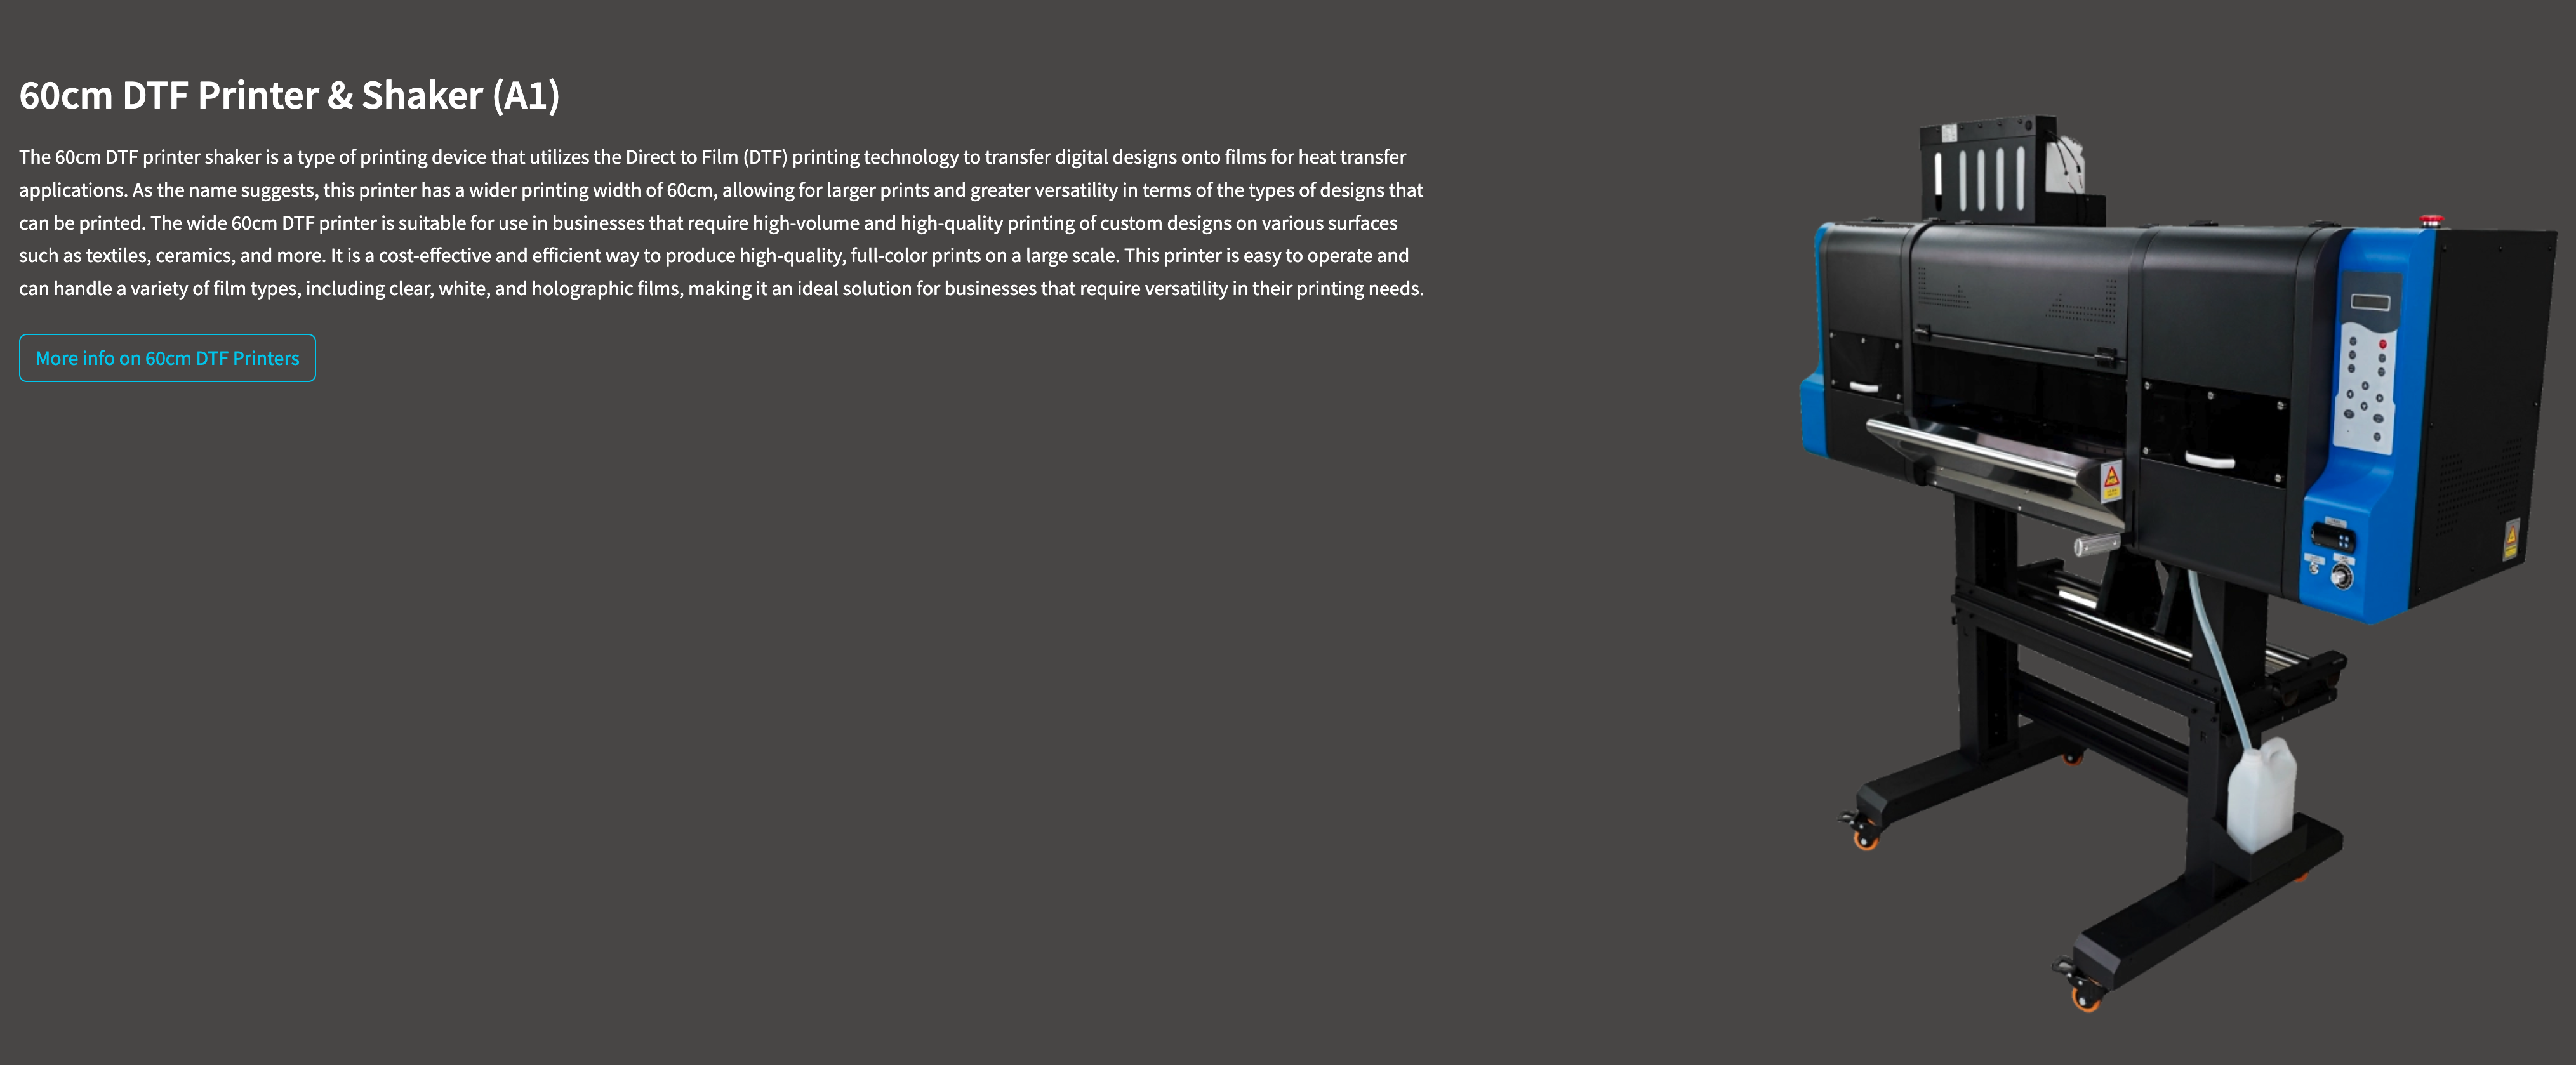 60cm DTF Printer & Shaker (A1)
The 60cm DTF printer shaker is a type of printing device that utilizes the Direct to Film (DTF) printing technology to transfer digital designs onto films for heat transfer
applications. As the name suggests, this printer has a wider printing width of 60cm, allowing for larger prints and greater versatility in terms of the types of designs that
can be printed. The wide 60cm DTF printer is suitable for use in businesses that require high-volume and high-quality printing of custom designs on various surfaces
such as textiles, ceramics, and more. It is a cost-effective and efficient way to produce high-quality, full-color prints on a large scale. This printer is easy to operate and
can handle a variety of film types, including clear, white, and holographic films, making it an ideal solution for businesses that require versatility in their printing needs.
More info on 60cm DTF Printers